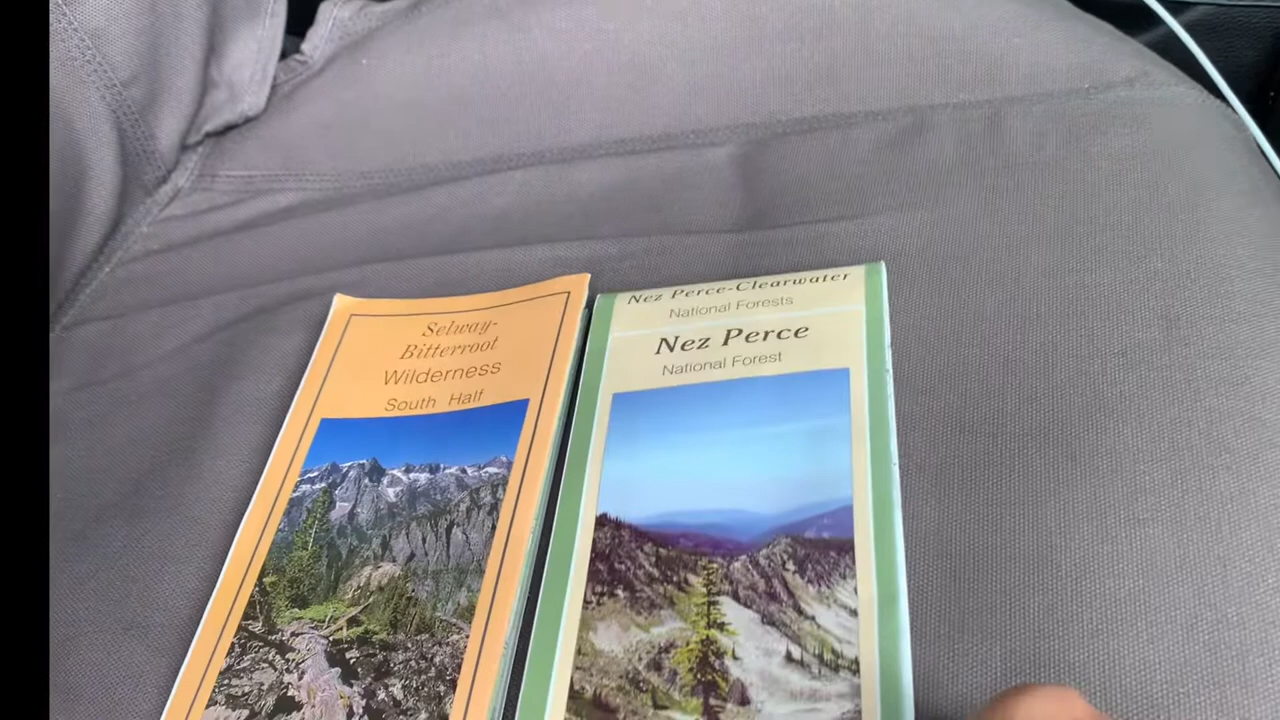 Selway-
Bitterroot
Wilderness
South Half
Nez Perce-Clearwater
National Forests
Nez Perce
National Forest